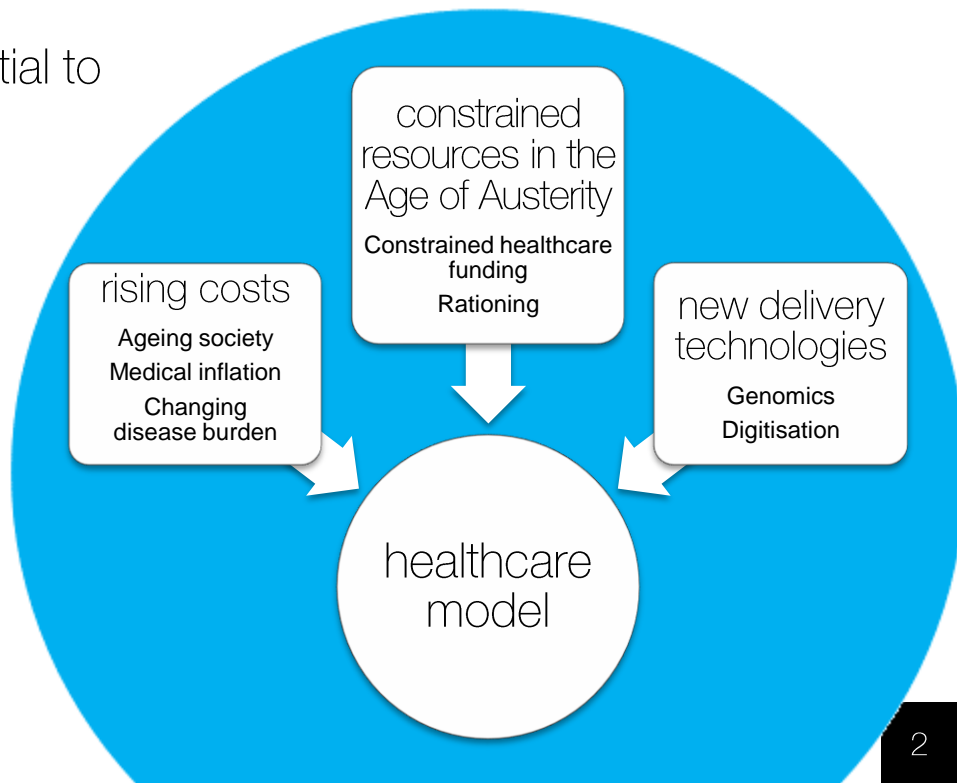 tial to
constrained
resources in the
Age of Austerity
Constrained healthcare
funding
Rationing
rising costs
Ageing society
Medical inflation
Changing
disease burden
new delivery
technologies
Genomics
Digitisation
healthcare
model
2